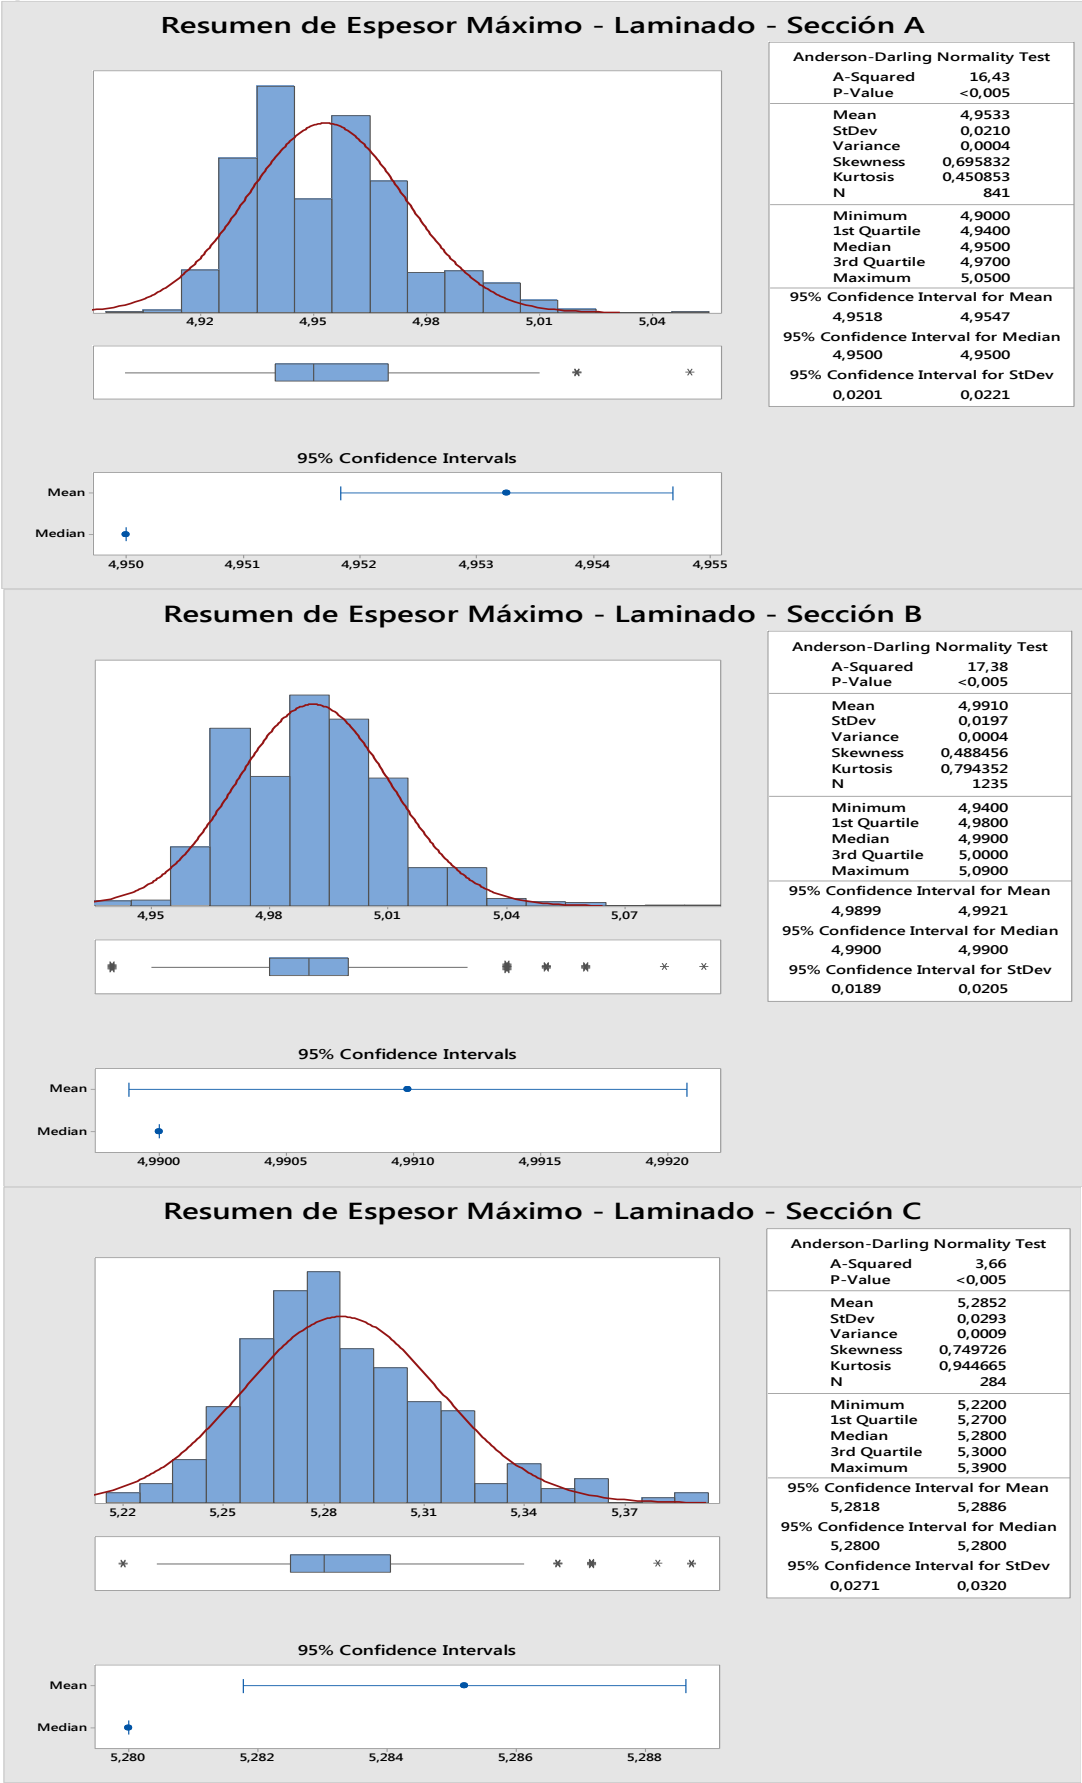 Resumen de Espesor Máximo - Laminado - Sección A
Anderson-Darling Normality Test
A-Squared 16,43
P-Value <0,005
Mean 4,9533
StDev 0,0210
Variance 0,0004
Skewness 0,695832
Kurtosis 0,450853
N 841
Minimum 4,9000
1st Quartile 4,9400
Median 4,9500
3rd Quartile 4,9700
Maximum 5,0500
95% Confidence Interval for Mean
4,9518 4,9547
95% Confidence Interval for Median
4,9500 4,9500
95% Confidence Interval for StDev
0,0201 0,0221
4,92 4,95 4,98 5,01 5,04
95% Confidence Intervals
Mean
Median
4,950 4,951 4,952 4,953 4,954 4,955
Resumen de Espesor Máximo - Laminado - Sección B
Anderson-Darling Normality Test
A-Squared 17,38
P-Value <0,005
Mean 4,9910
StDev 0,0197
Variance 0,0004
Skewness 0,488456
Kurtosis 0,794352
N 1235
Minimum 4,9400
1st Quartile 4,9800
Median 4,9900
3rd Quartile 5,0000
Maximum 5,0900
95% Confidence Interval for Mean
4,9899 4,9921
95% Confidence Interval for Median
4,9900 4,9900
95% Confidence Interval for StDev
0,0189 0,0205
4,95 4,98 5,01 5,04 5,07
95% Confidence Intervals
Mean
Median
4,9900 4,9905 4,9910 4,9915 4,9920
Resumen de Espesor Máximo - Laminado - Sección C
Anderson-Darling Normality Test
A-Squared 3,66
P-Value <0,005
Mean 5,2852
StDev 0,0293
Variance 0,0009
Skewness 0,749726
Kurtosis 0,944665
N 284
Minimum 5,2200
1st Quartile 5,2700
Median 5,2800
3rd Quartile 5,3000
Maximum 5,3900
95% Confidence Interval for Mean
5,2818 5,2886
95% Confidence Interval for Median
5,2800 5,2800
95% Confidence Interval for StDev
0,0271 0,0320
5,22 5,25 5,28 5,31 5,34 5,37
95% Confidence Intervals
Mean
Median
5,280 5,282 5,284 5,286 5,288